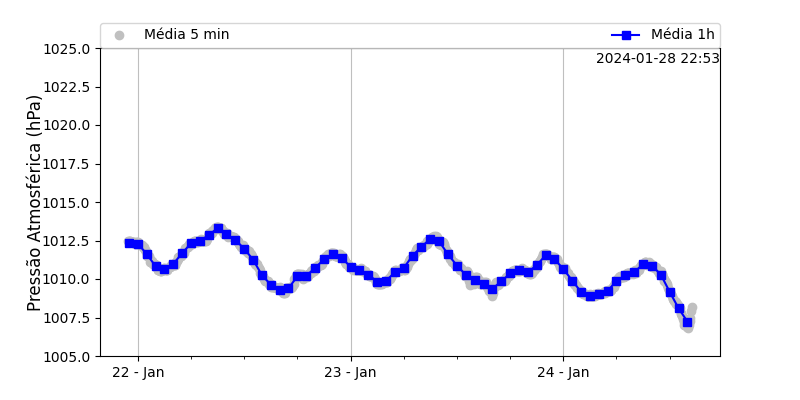 Média 5 min
Média 1h
2024-01-28 22:53
Pressão Atmosférica (hPa)
1025.0
1022.5
1020.0
1017.5
1015.0
1012.5
1010.0
1007.5
1005.0
22 - Jan
23 - Jan
24 - Jan